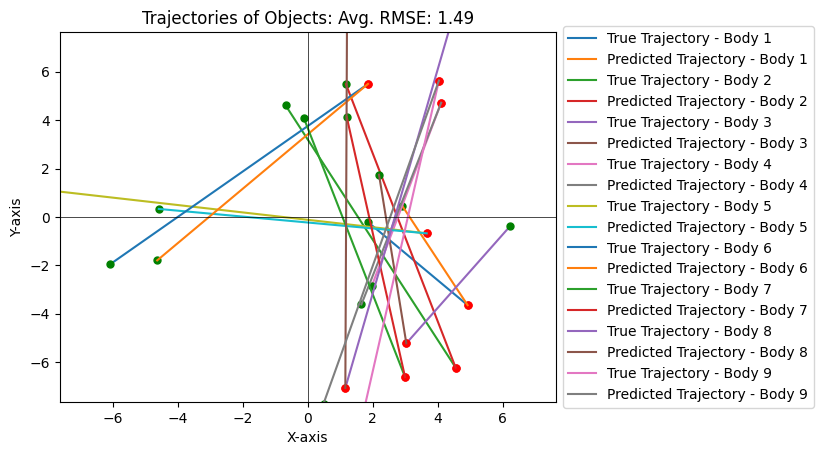 Trajectories of Objects: Avg. RMSE: 1.49
True Trajectory - Body 1
Predicted Trajectory - Body 1
True Trajectory - Body 2
Predicted Trajectory - Body 2
True Trajectory - Body 3
Predicted Trajectory - Body 3
True Trajectory - Body 4
Predicted Trajectory - Body 4
True Trajectory - Body 5
Predicted Trajectory - Body 5
True Trajectory - Body 6
Predicted Trajectory - Body 6
True Trajectory - Body 7
Predicted Trajectory - Body 7
True Trajectory - Body 8
Predicted Trajectory - Body 8
True Trajectory - Body 9
Predicted Trajectory - Body 9
Y-axis
6
4
2
0
−2
−4
−6
−6 −4 −2 0 2 4 6
X-axis